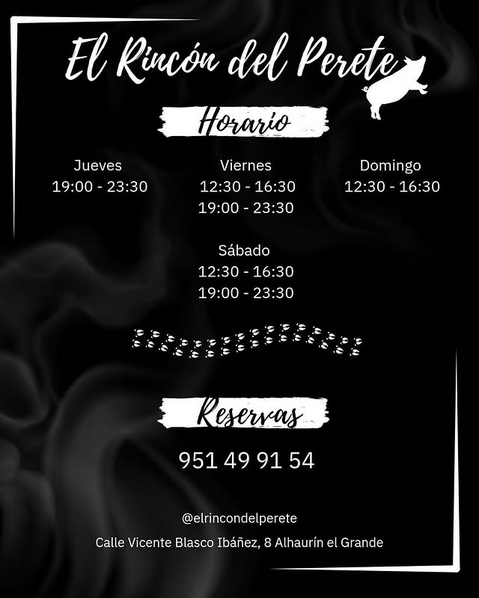 El Rincón del Perete
Horario
Jueves
19:00 - 23:30
Viernes
12:30 - 16:30
19:00 - 23:30
Domingo
12:30 - 16:30
Sábado
12:30 - 16:30
19:00 - 23:30
Reservas
951 49 91 54
@elrincondelperete
Calle Vicente Blasco Ibáñez, 8 Alhaurín el Grande